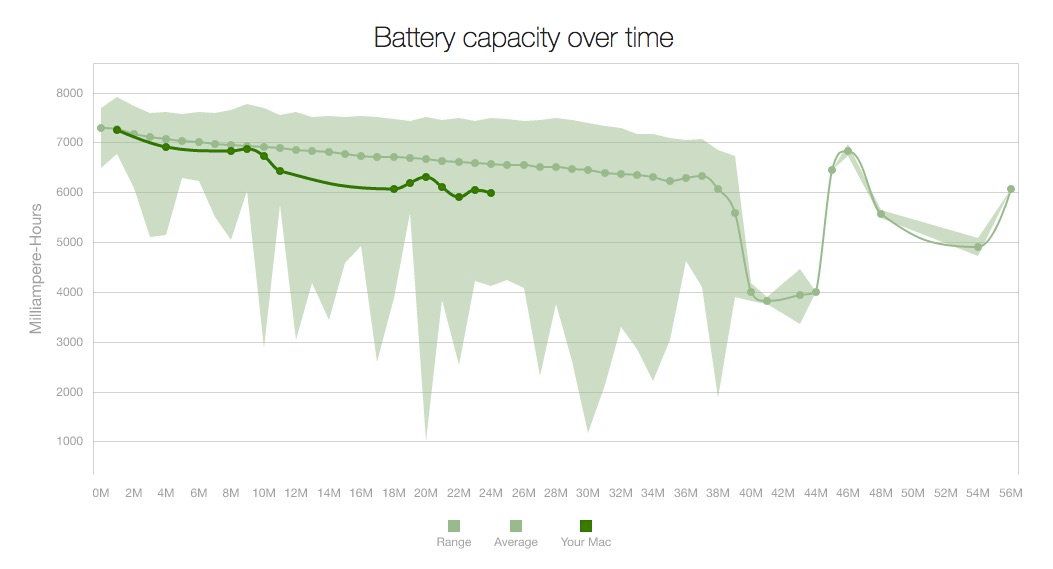 Battery capacity over time
8000
7000
6000
5000
4000
3000
2000
1000
Milliampere-Hours
0M 2M 4M 6M 8M 10M 12M 14M 16M 18M 20M 22M 24M 26M 28M 30M 32M 34M 36M 38M 40M 42M 44M 46M 48M 50M 52M 54M 56M
Range Average Your Mac